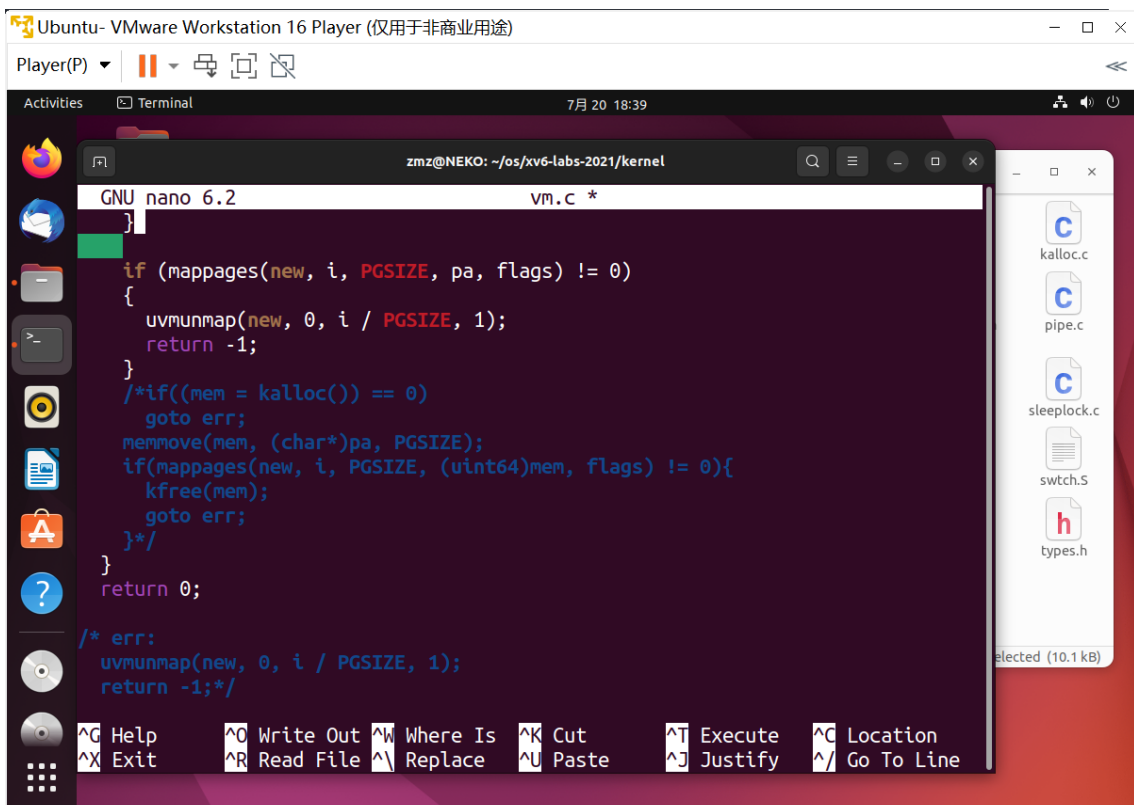 Ubuntu- VMware Workstation 16 Player (仅用于非商业用途)
Player(P)
Activities
Terminal
7月 20 18:39
zmz@NEKO: ~/os/xv6-labs-2021/kernel
GNU nano 6.2
vm.c *
}
if (mappages(new, i, PGSIZE, pa, flags) != 0)
{
uvmunmap(new, 0, i / PGSIZE, 1);
return -1;
}
/*if((mem = kalloc()) == 0)
goto err;
memmove(mem, (char*)pa, PGSIZE);
if(mappages(new, i, PGSIZE, (uint64)mem, flags) != 0){
kfree(mem);
goto err;
}*/
}
return 0;
/* err:
uvmunmap(new, 0, i / PGSIZE, 1);
return -1;*/
^G Help ^O Write Out ^W Where Is ^K Cut ^T Execute ^C Location
^X Exit ^R Read File ^\ Replace ^U Paste ^J Justify ^/ Go To Line
kalloc.c
pipe.c
sleeplock.c
swtch.S
types.h
elected (10.1 kB)